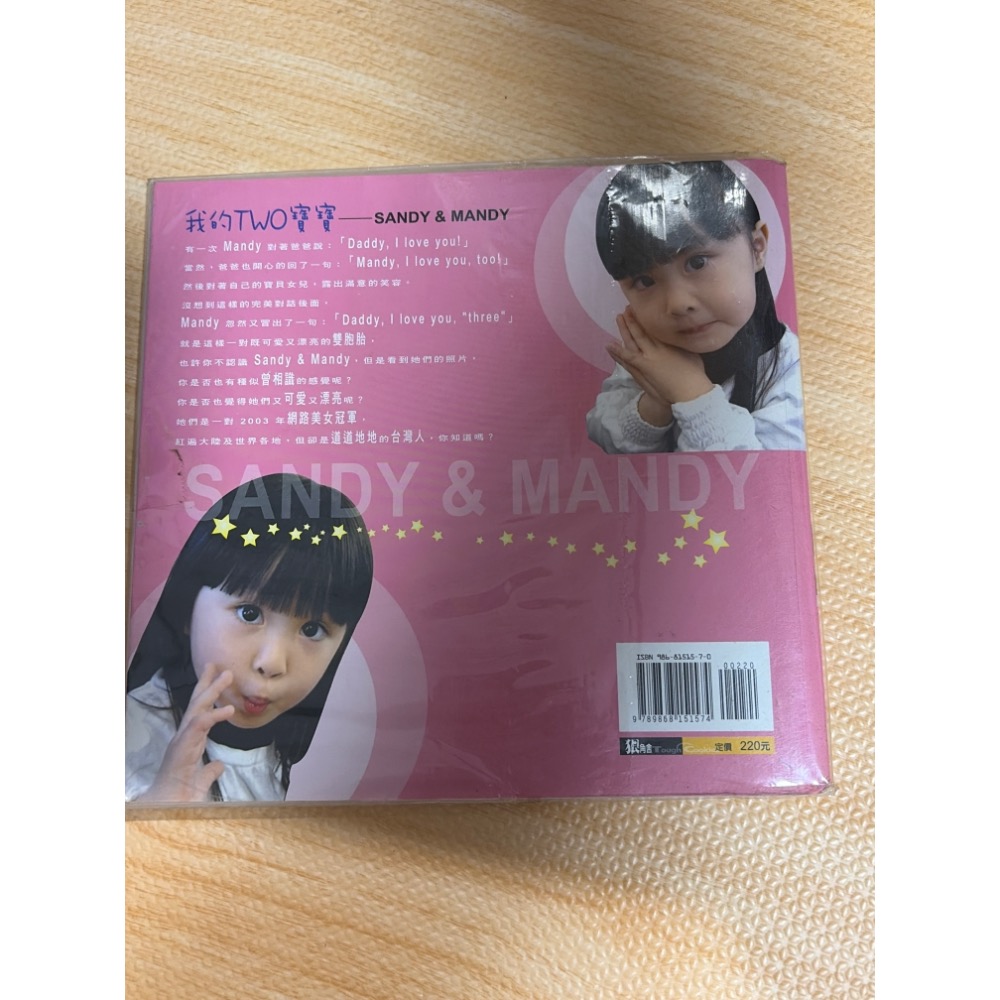 我的TWO寶寶——SANDY & MANDY
有一次 Mandy 對著爸爸說:「Daddy, I love you!」
當然,爸爸也開心的回了一句:「Mandy, I love you, too!」
然後對著自己的寶貝女兒,露出滿意的笑容。
沒想到這樣的完美對話後面,
Mandy 忽然又冒出了一句:「Daddy, I love you, "three"」
就是這樣一對既可愛又漂亮的雙胞胎,
也許你不認識 Sandy & Mandy,但是看到她們的照片,
你是否也有種似曾相識的感覺呢?
你是否也覺得她們又可愛又漂亮呢?
她們是一對 2003 年網路美女冠軍,
紅遍大陸及世界各地,但卻是道道地地的台灣人,你知道嗎?
SANDY & MANDY
ISBN 986-81515-7-0
00220
9 789868 151574
狠角舍 Tough 定價 220元